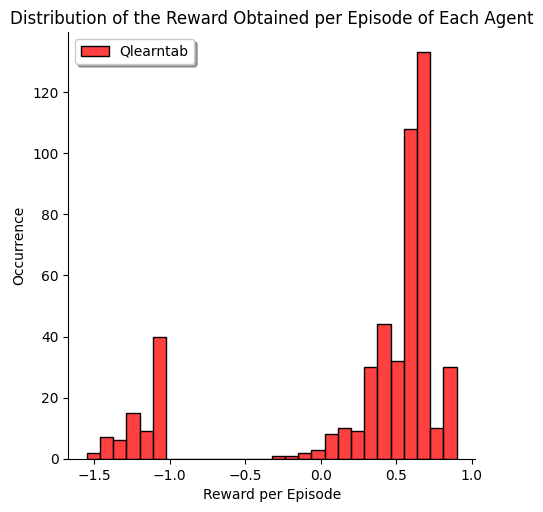 Distribution of the Reward Obtained per Episode of Each Agent
Qlearntab
120
100
80
60
40
20
0
Occurrence
−1.5 −1.0 −0.5 0.0 0.5 1.0
Reward per Episode